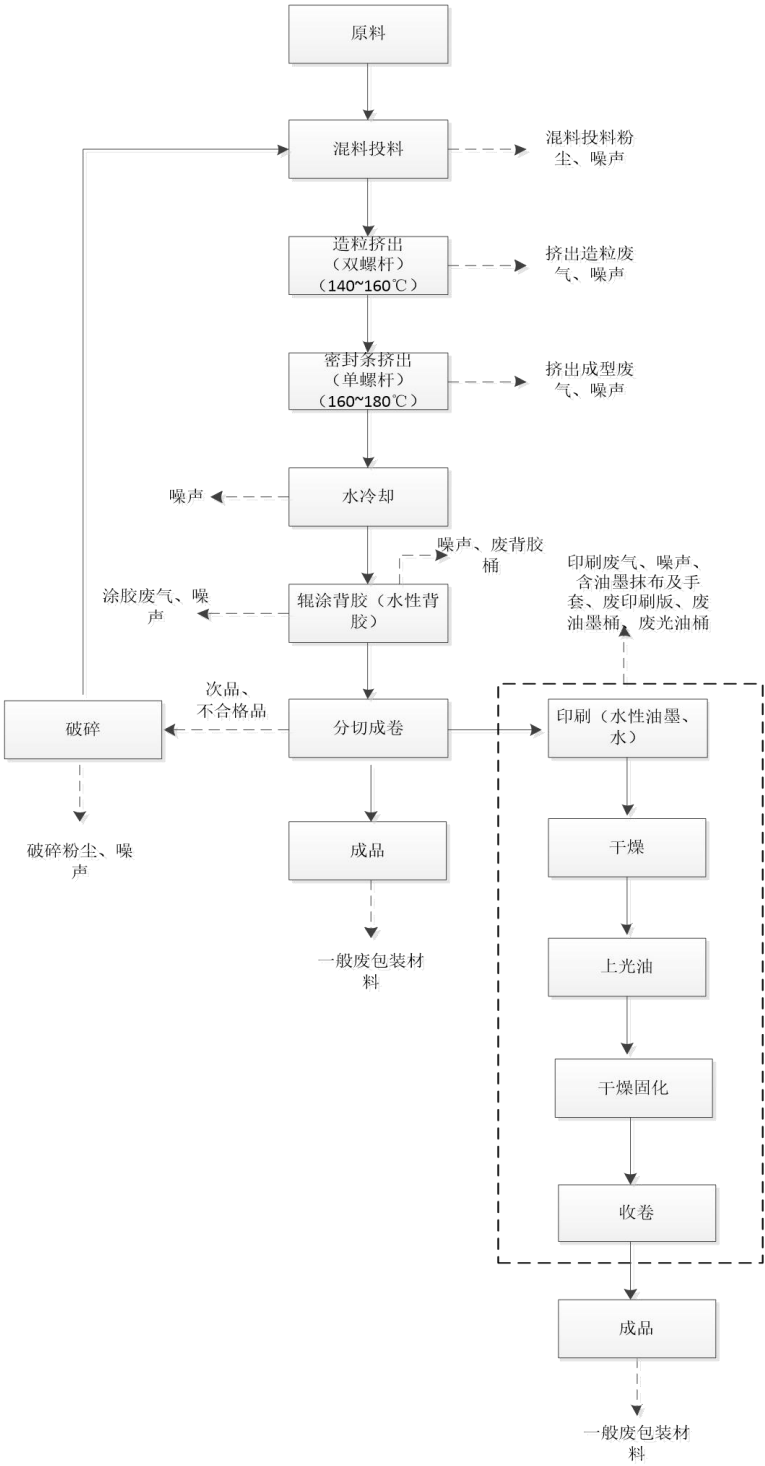 原料
混料投料
混料投料粉
尘、噪声
造粒挤出
（双螺杆）
（140~160℃）
挤出造粒废
气、噪声
密封条挤出
（单螺杆）
（160~180℃）
挤出成型废
气、噪声
噪声
水冷却
噪声、废背胶
桶
印刷废气、噪声、
含油墨抹布及手
套、废印刷版、废
油墨桶、废光油桶
涂胶废气、噪
声
辊涂背胶（水性背
胶）
次品、
不合格品
破碎
分切成卷
印刷（水性油墨、
水）
破碎粉尘、噪
声
成品
干燥
一般废包装材
料
上光油
干燥固化
收卷
成品
一般废包装材
料